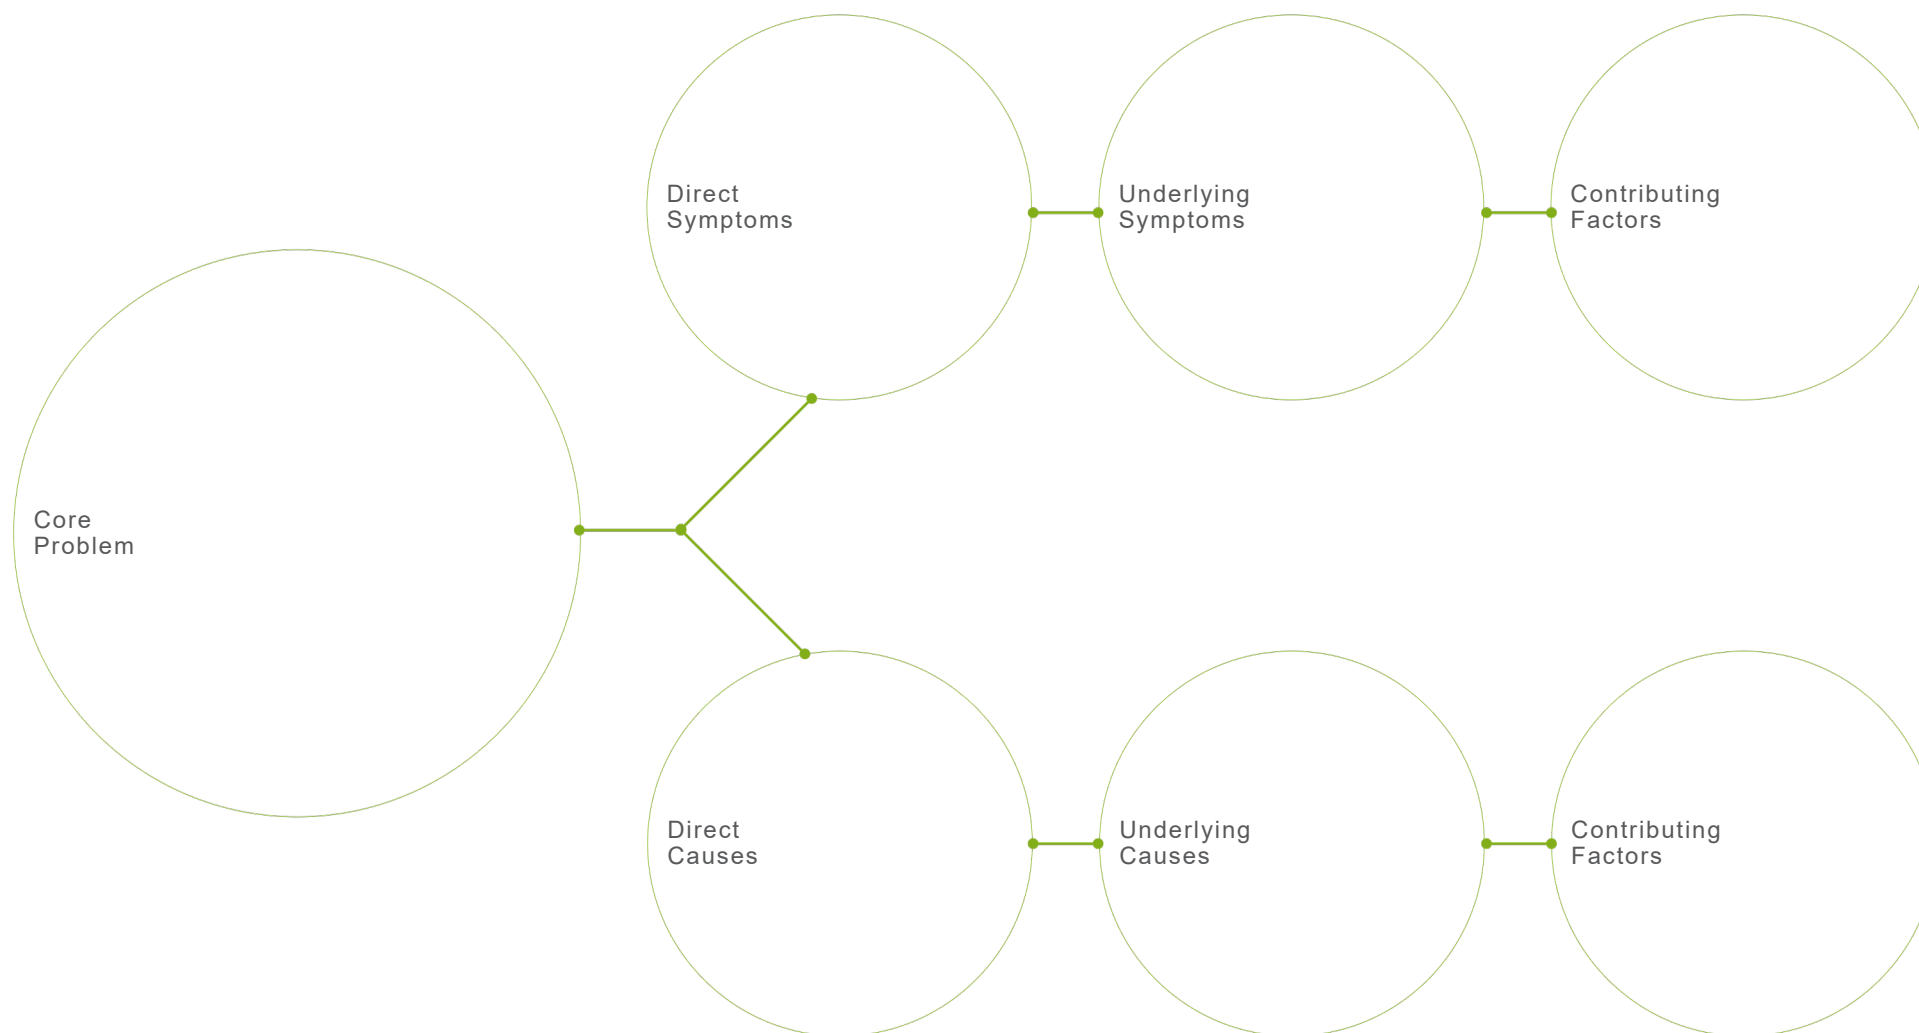 Direct
Symptoms
Underlying
Symptoms
Contributing
Factors
Core
Problem
Direct
Causes
Underlying
Causes
Contributing
Factors